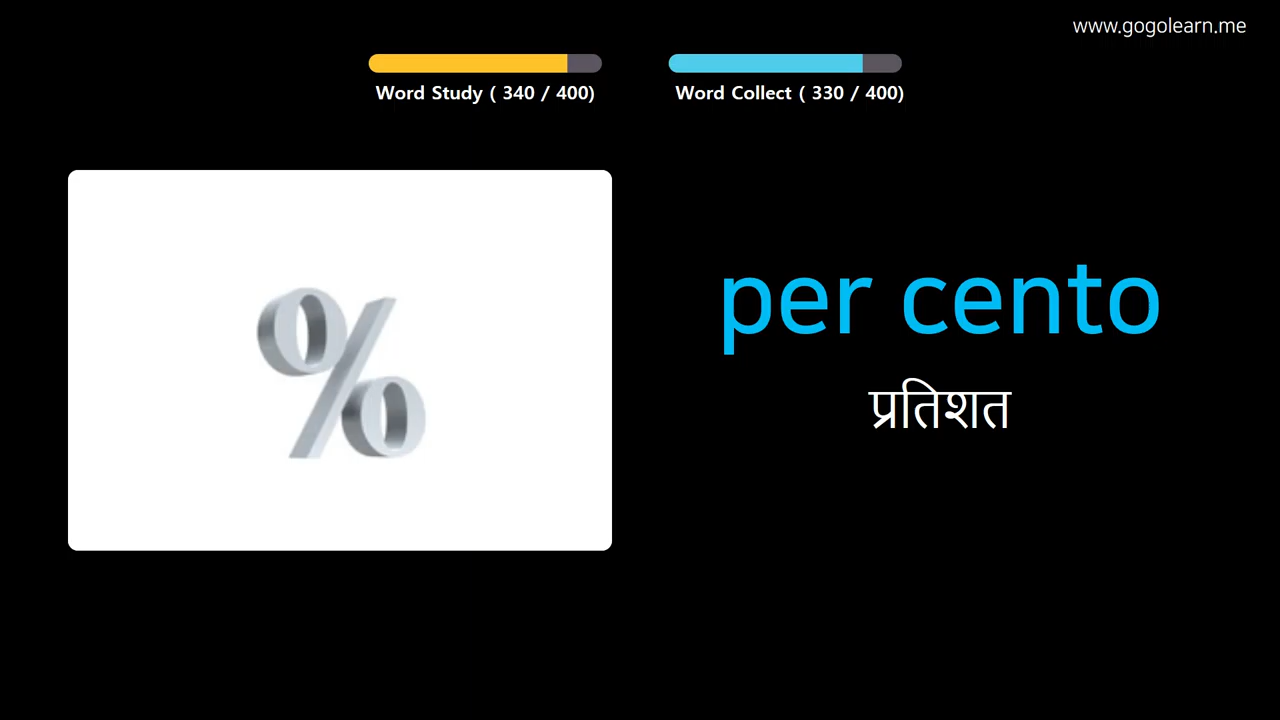 www.gogolearn.me
Word Study ( 340 / 400)
Word Collect ( 330 / 400)
%
per cento
प्रतिशत